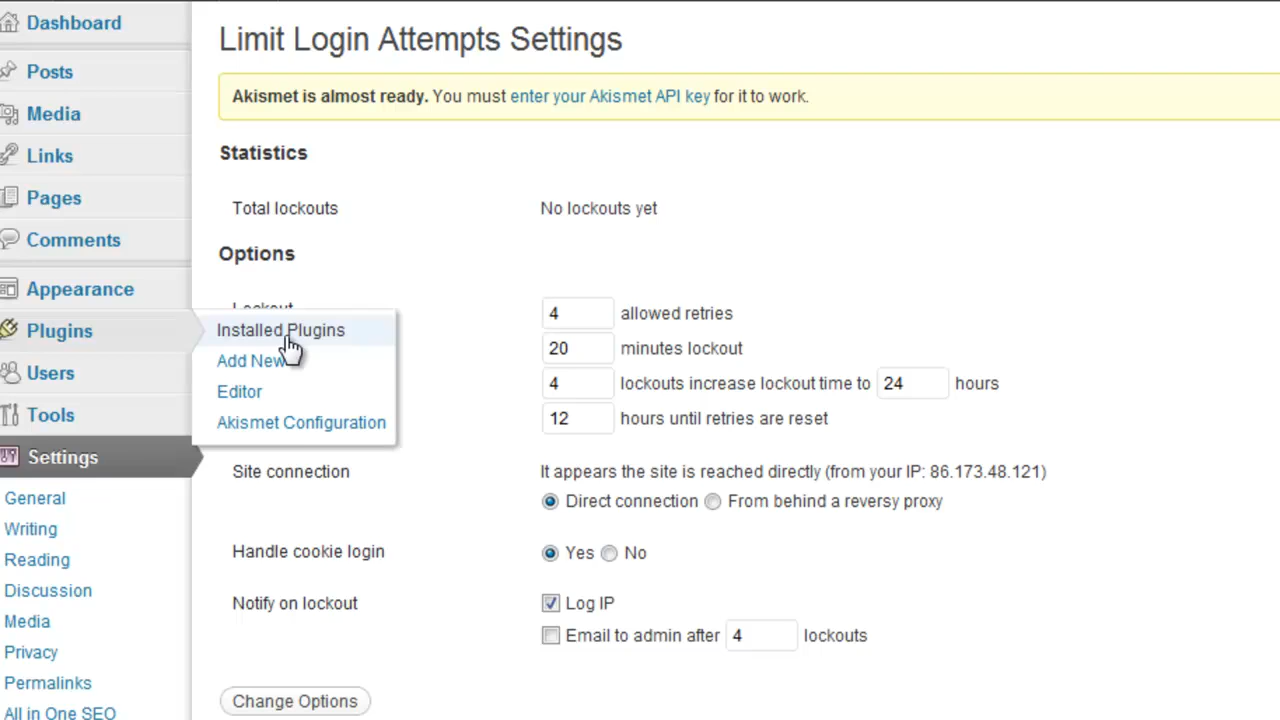 Dashboard
Posts
Media
Links
Pages
Comments
Appearance
Plugins
Users
Tools
Settings
General
Writing
Reading
Discussion
Media
Privacy
Permalinks
All in One SEO
Installed Plugins
Add New
Editor
Akismet Configuration
Limit Login Attempts Settings
Akismet is almost ready. You must enter your Akismet API key for it to work.
Statistics
Total lockouts No lockouts yet
Options
Lockout 4 allowed retries
20 minutes lockout
4 lockouts increase lockout time to 24 hours
12 hours until retries are reset
Site connection It appears the site is reached directly (from your IP: 86.173.48.121)
Direct connection From behind a reversy proxy
Handle cookie login Yes No
Notify on lockout Log IP
Email to admin after 4 lockouts
Change Options